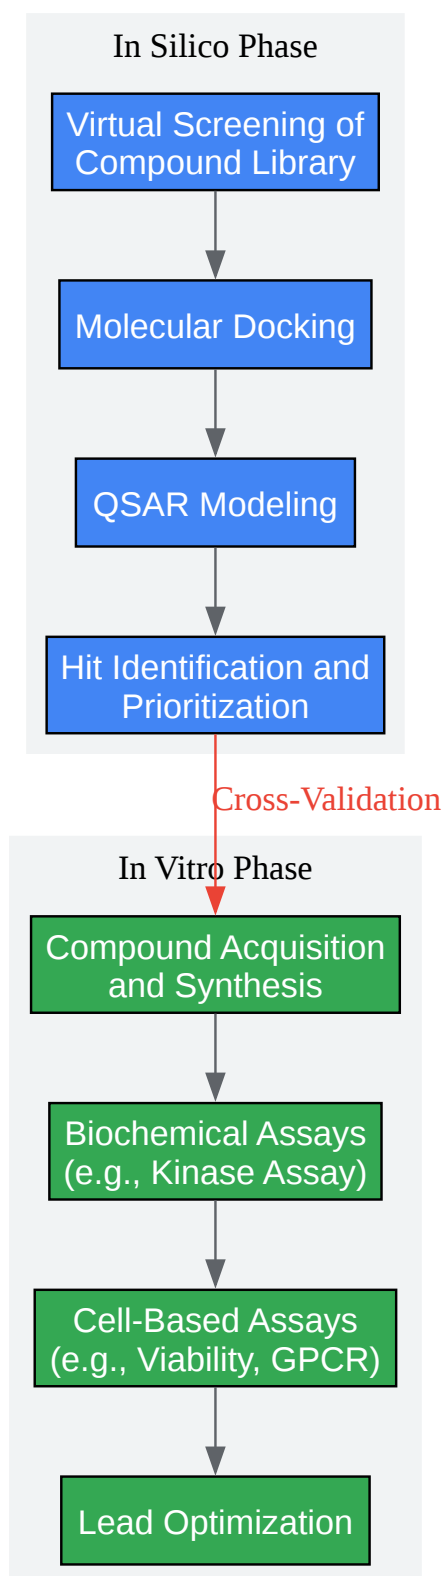 In Silico Phase
Virtual Screening of
Compound Library
Molecular Docking
QSAR Modeling
Hit Identification and
Prioritization
Cross-Validation
In Vitro Phase
Compound Acquisition
and Synthesis
Biochemical Assays
(e.g., Kinase Assay)
Cell-Based Assays
(e.g., Viability, GPCR)
Lead Optimization